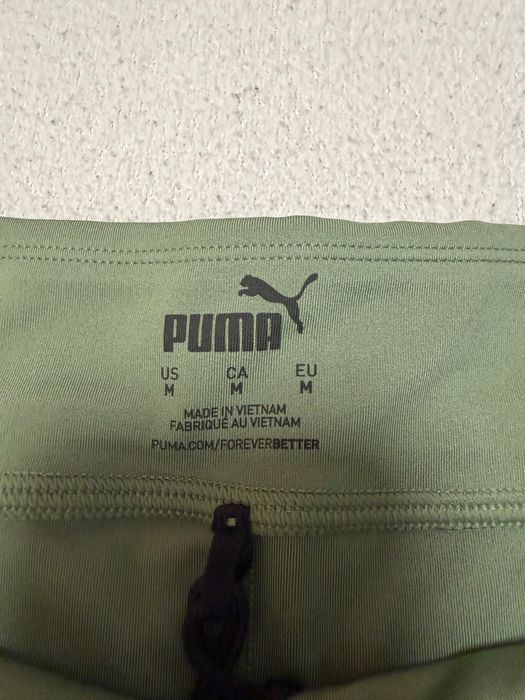 PUMA
US CA EU
M M M
MADE IN VIETNAM
FABRIQUÉ AU VIETNAM
PUMA.COM/FOREVERBETTER